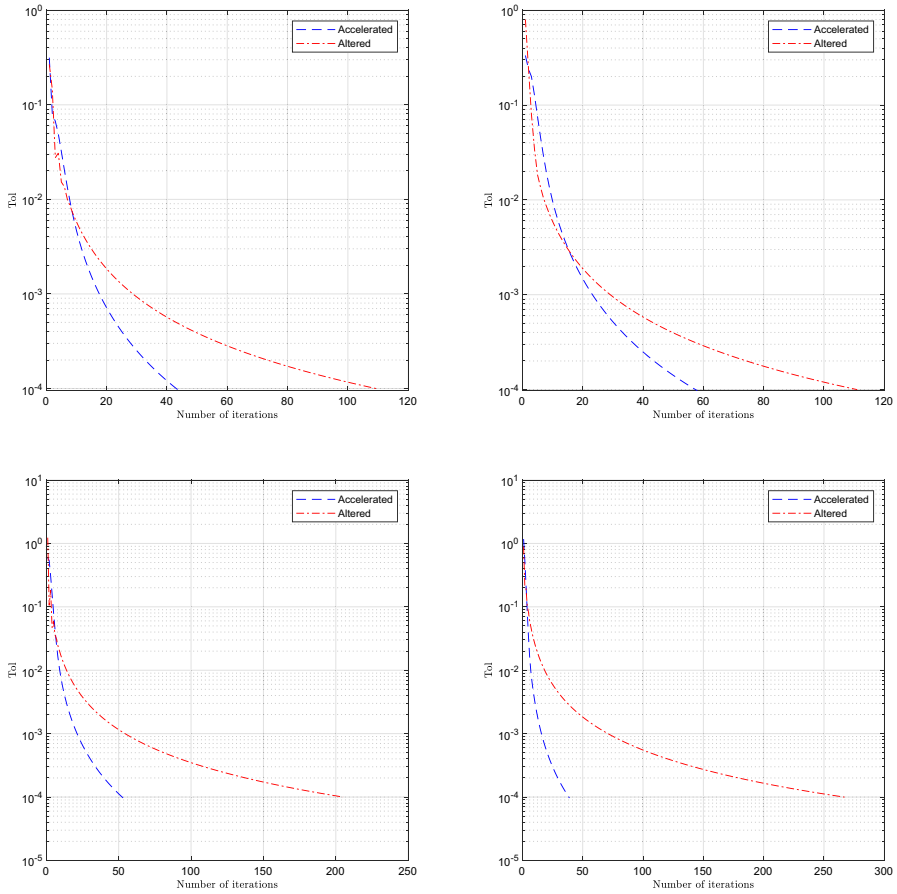 10^0
10^-1
10^-2
10^-3
10^-4
Tol
Accelerated
Altered
0 20 40 60 80 100 120
Number of iterations
10^0
10^-1
10^-2
10^-3
10^-4
Tol
Accelerated
Altered
0 20 40 60 80 100 120
Number of iterations
10^1
10^0
10^-1
10^-2
10^-3
10^-4
10^-5
Tol
Accelerated
Altered
0 50 100 150 200 250
Number of iterations
10^1
10^0
10^-1
10^-2
10^-3
10^-4
10^-5
Tol
Accelerated
Altered
0 50 100 150 200 250 300
Number of iterations